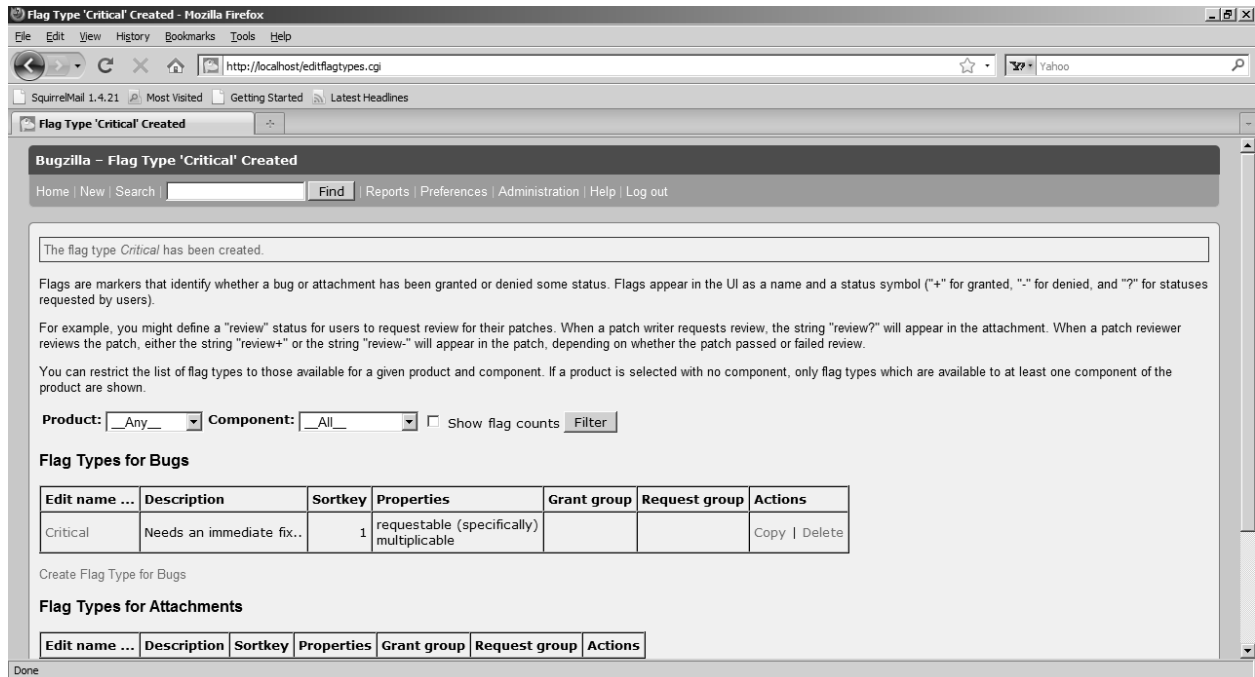 Flag Type 'Critical' Created - Mozilla Firefox
File Edit View History Bookmarks Tools Help
http://localhost/editflagtypes.cgi
Yahoo
SquirrelMail 1.4.21 Most Visited Getting Started Latest Headlines
Flag Type 'Critical' Created
Bugzilla – Flag Type 'Critical' Created
Home | New | Search | Find | Reports | Preferences | Administration | Help | Log out
The flag type Critical has been created.
Flags are markers that identify whether a bug or attachment has been granted or denied some status. Flags appear in the UI as a name and a status symbol ("+" for granted, "-" for denied, and "?" for statuses
requested by users).
For example, you might define a "review" status for users to request review for their patches. When a patch writer requests review, the string "review?" will appear in the attachment. When a patch reviewer
reviews the patch, either the string "review+" or the string "review-" will appear in the patch, depending on whether the patch passed or failed review.
You can restrict the list of flag types to those available for a given product and component. If a product is selected with no component, only flag types which are available to at least one component of the
product are shown.
Product: __Any__ Component: __All__ Show flag counts Filter
Flag Types for Bugs
Edit name ... Description Sortkey Properties Grant group Request group Actions
Critical Needs an immediate fix.. 1 requestable (specifically) Copy | Delete
multiplicable
Create Flag Type for Bugs
Flag Types for Attachments
Edit name ... Description Sortkey Properties Grant group Request group Actions
Done